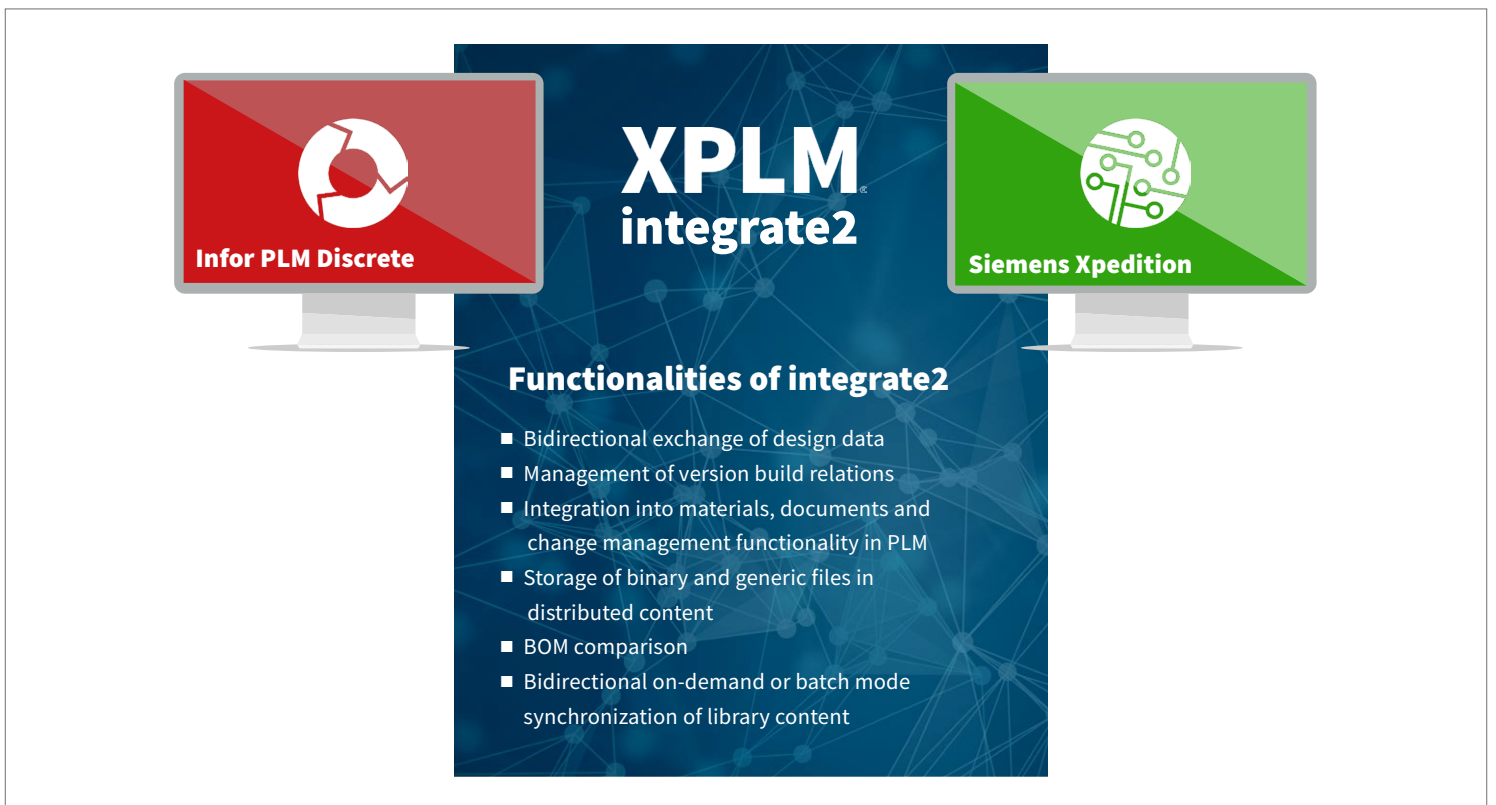 XPLM®
integrate2
Infor PLM Discrete
Siemens Xpedition
Functionalities of integrate2
■ Bidirectional exchange of design data
■ Management of version build relations
■ Integration into materials, documents and
change management functionality in PLM
■ Storage of binary and generic files in
distributed content
■ BOM comparison
■ Bidirectional on-demand or batch mode
synchronization of library content